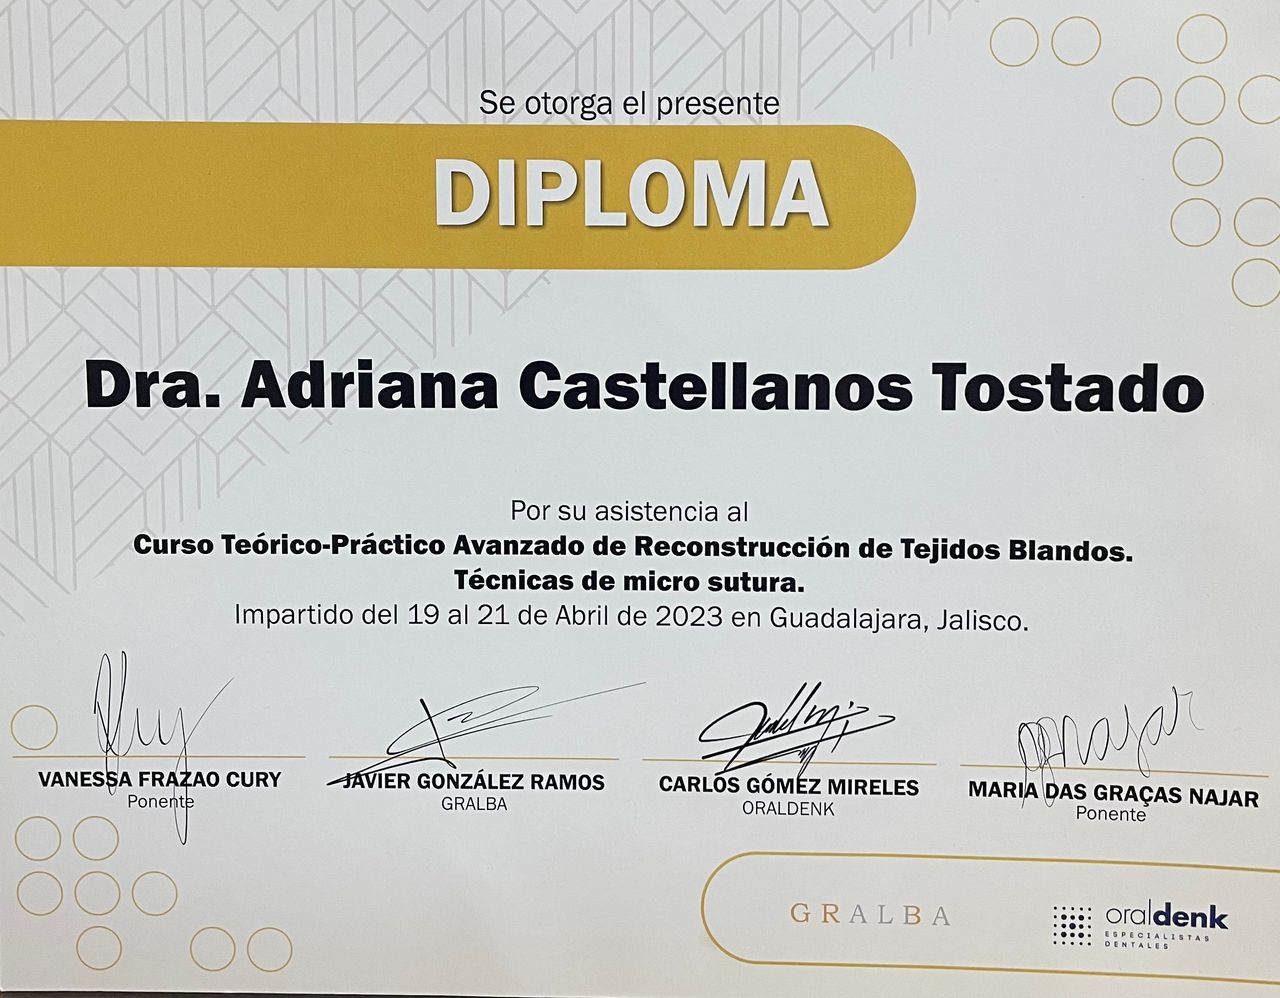 Se otorga el presente
DIPLOMA
Dra. Adriana Castellanos Tostado
Por su asistencia al
Curso Teórico-Práctico Avanzado de Reconstrucción de Tejidos Blandos.
Técnicas de micro sutura.
Impartido del 19 al 21 de Abril de 2023 en Guadalajara, Jalisco.
VANESSA FRAZAO CURY
Ponente
JAVIER GONZÁLEZ RAMOS
GRALBA
CARLOS GÓMEZ MIRELES
ORALDENK
MARIA DAS GRAÇAS NAJAR
Ponente
GRALBA
oraldenk
ESPECIALISTAS
DENTALES